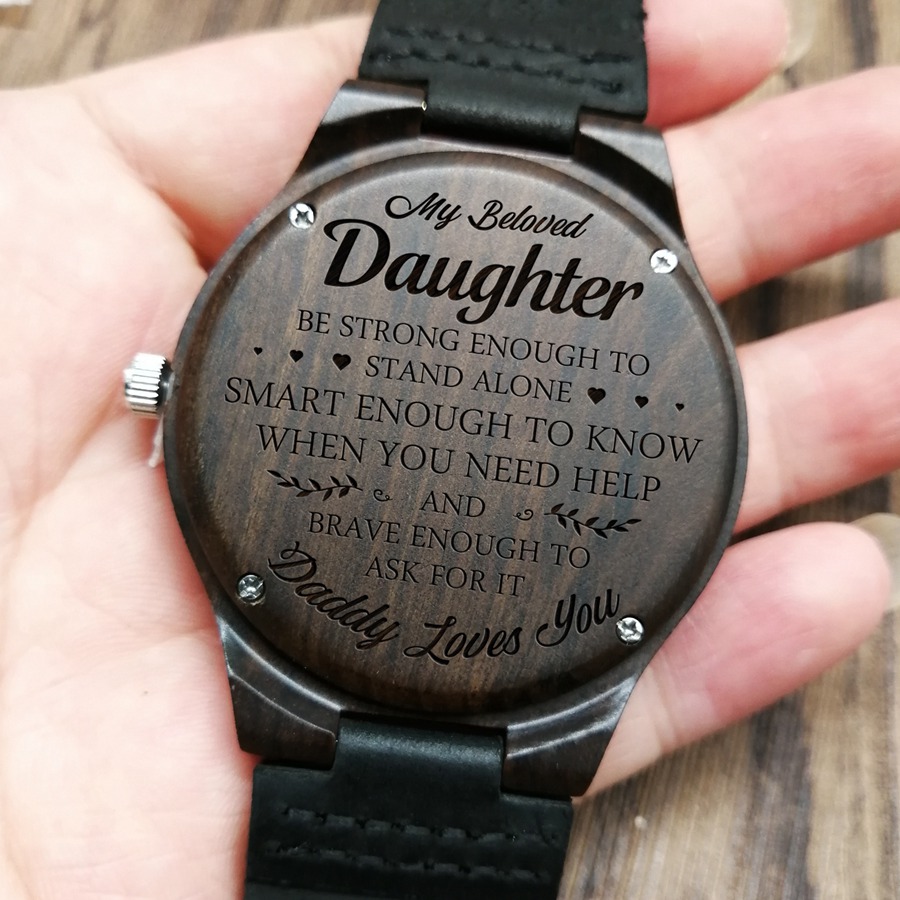 My Beloved
Daughter
BE STRONG ENOUGH TO
STAND ALONE
SMART ENOUGH TO KNOW
WHEN YOU NEED HELP
AND
BRAVE ENOUGH TO
ASK FOR IT
Daddy Loves You